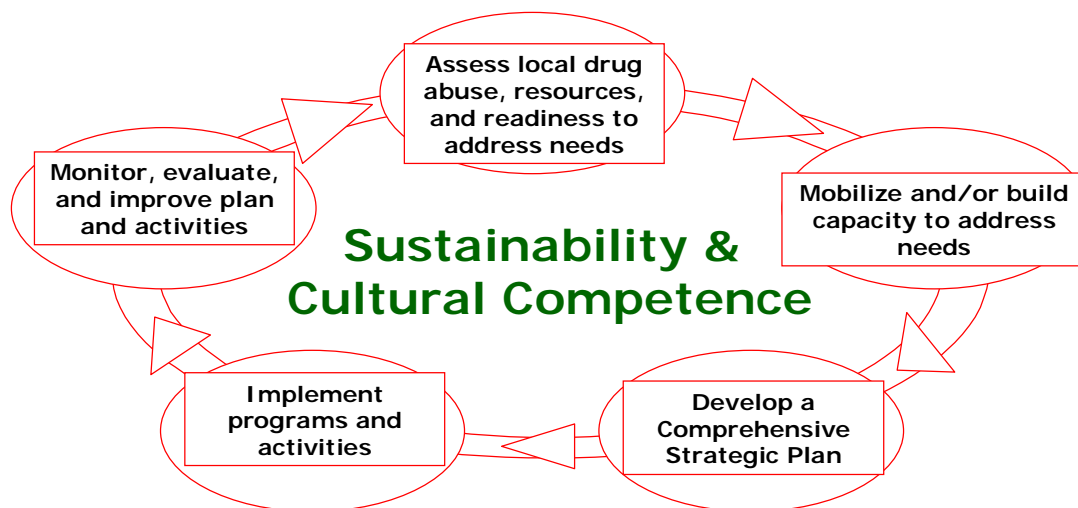 Assess local drug
abuse, resources,
and readiness to
address needs
Mobilize and/or build
capacity to address
needs
Develop a
Comprehensive
Strategic Plan
Implement
programs and
activities
Monitor, evaluate,
and improve plan
and activities
Sustainability &
Cultural Competence